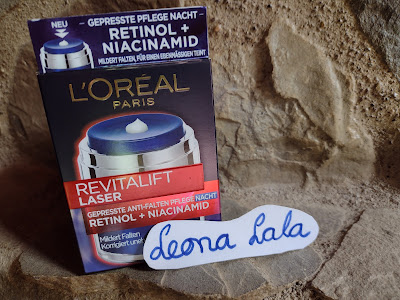 NEU
GEPRESSTE PFLEGE NACHT
RETINOL +
NIACINAMID
MILDERT FALTEN, FÜR EINEN EBENMÄSSIGEN TEINT
L'ORÉAL
PARIS
REVITALIFT
LASER
GEPRESSTE ANTI-FALTEN PFLEGE NACHT
RETINOL + NIACINAMID
Mildert Falten
Korrigiert
Leona Lala